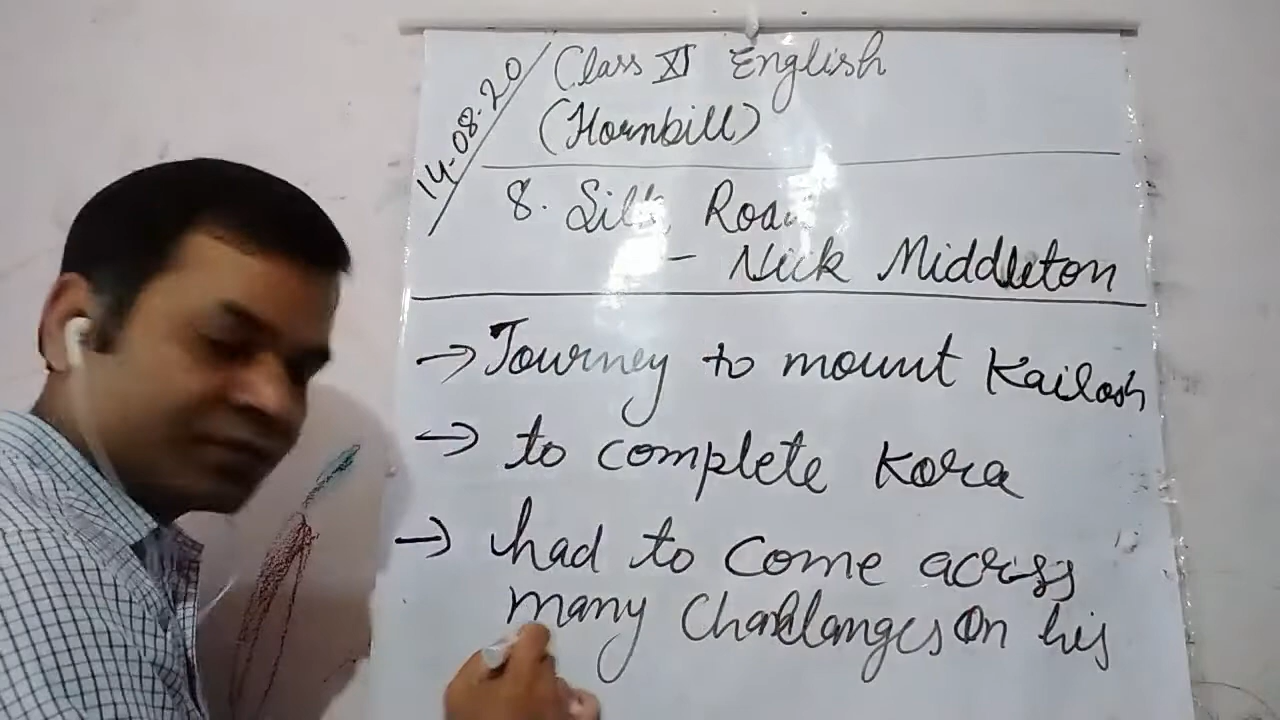 14-08-20
Class XI English
(Hornbill)
8. Silk Road
- Nick Middleton
→ Journey to mount Kailash
→ to complete Kora
→ had to come across
many Challanges On his